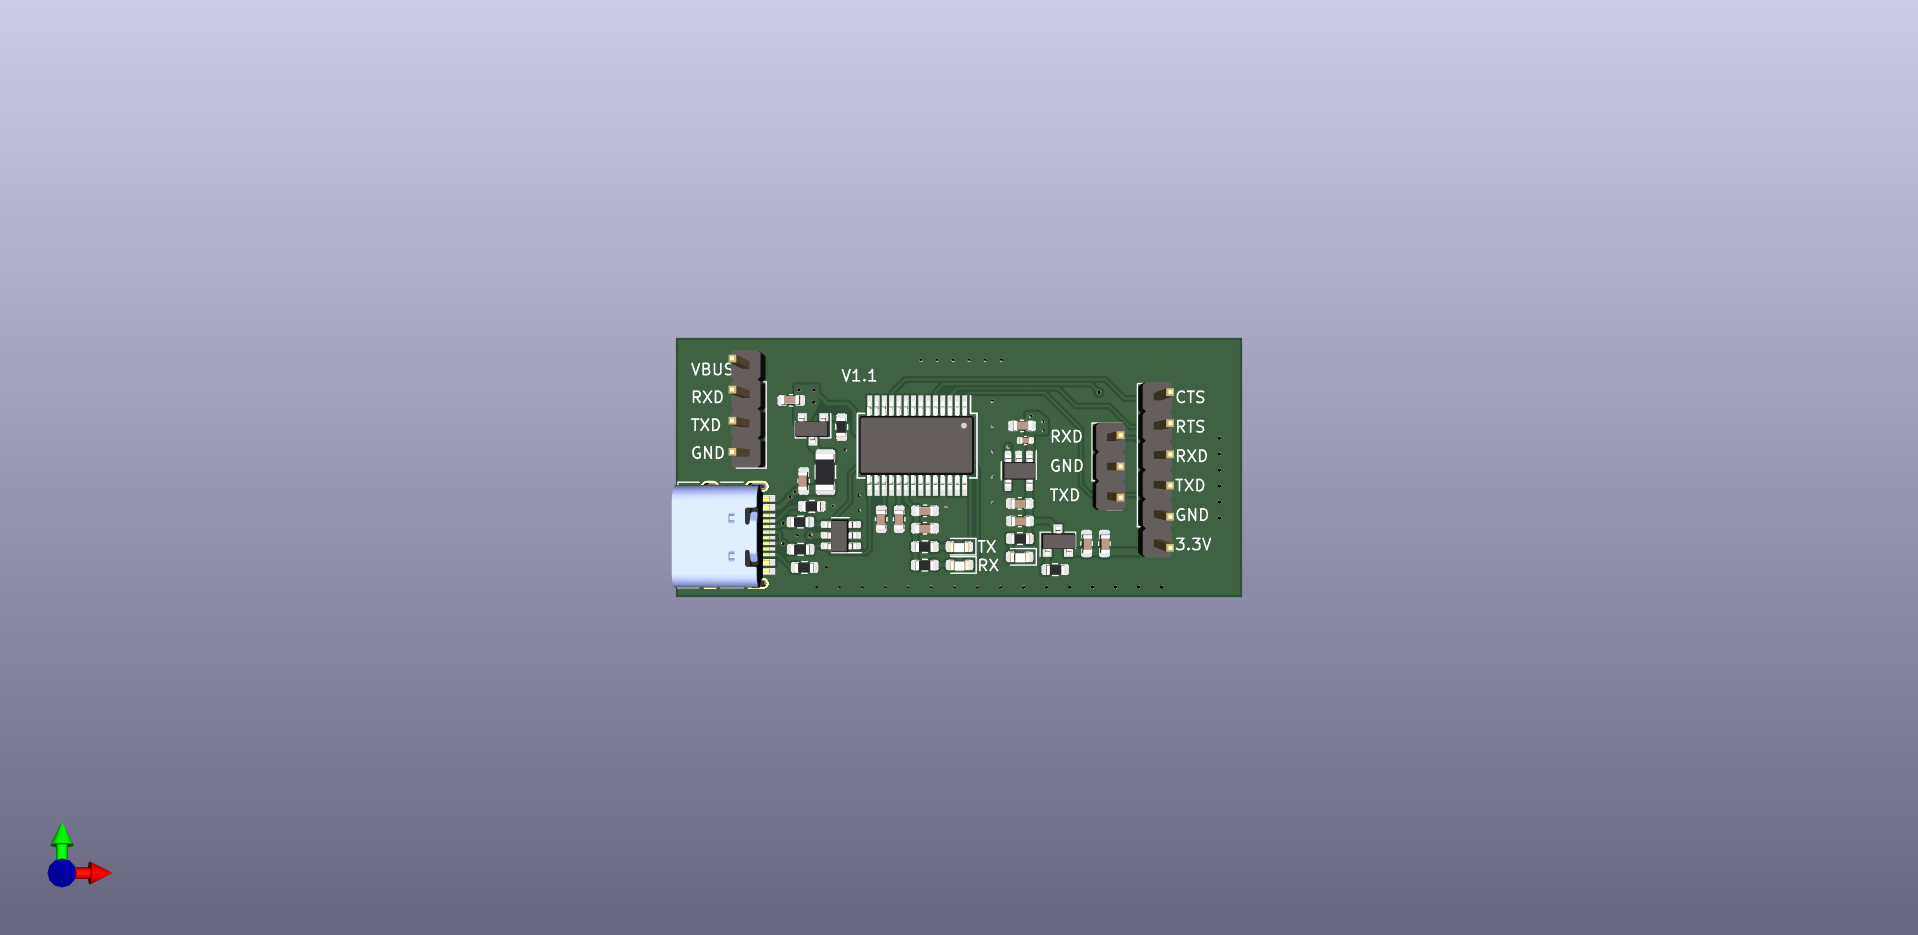 VBUS
RXD
TXD
GND
V1.1
RXD
GND
TXD
CTS
RTS
RXD
TXD
GND
3.3V
TX
RX